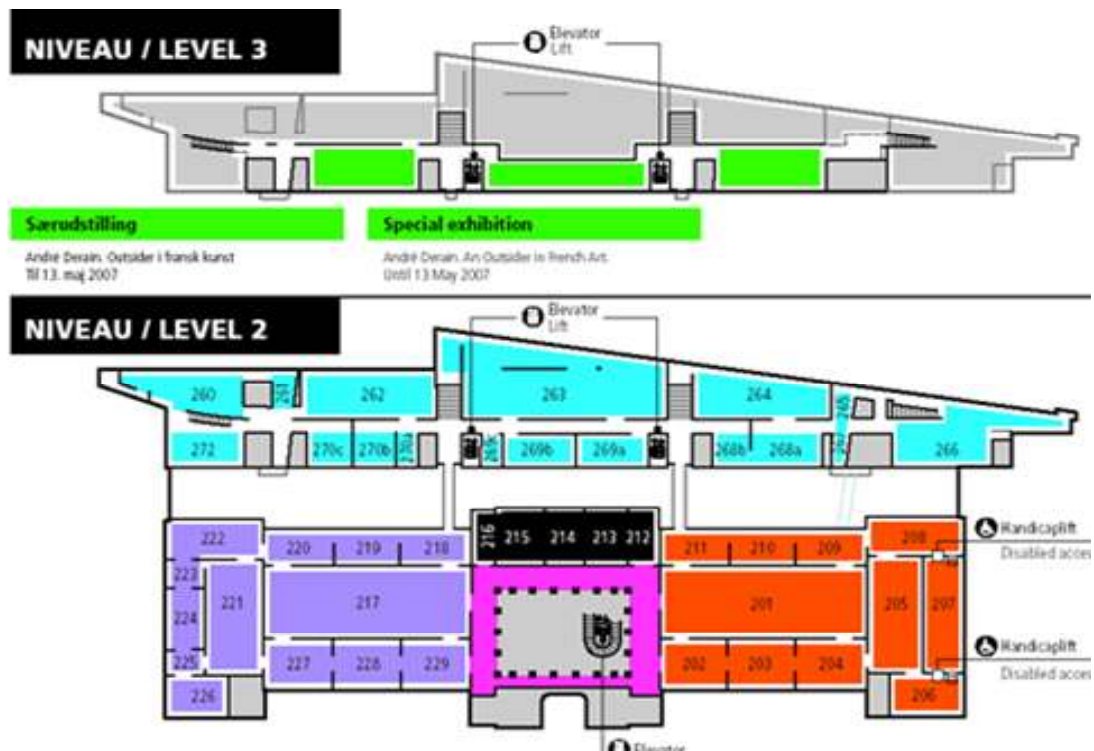 NIVEAU / LEVEL 3
Elevator
Lift
Særudstilling
Special exhibition
André Derain. Outsider i fransk kunst
Til 13. maj 2007
André Derain. An Outsider in French Art.
Until 13 May 2007
NIVEAU / LEVEL 2
Elevator
Lift
260
261
262
263
264
265
272
270c
270b
270a
269c
269b
269a
268b
268a
267
266
222
220
219
218
216
215
214
213
212
211
210
209
208
Handicaplift
Disabled acces
223
224
221
217
201
205
207
225
227
228
229
202
203
204
Handicaplift
Disabled acces
226
206
Elevator